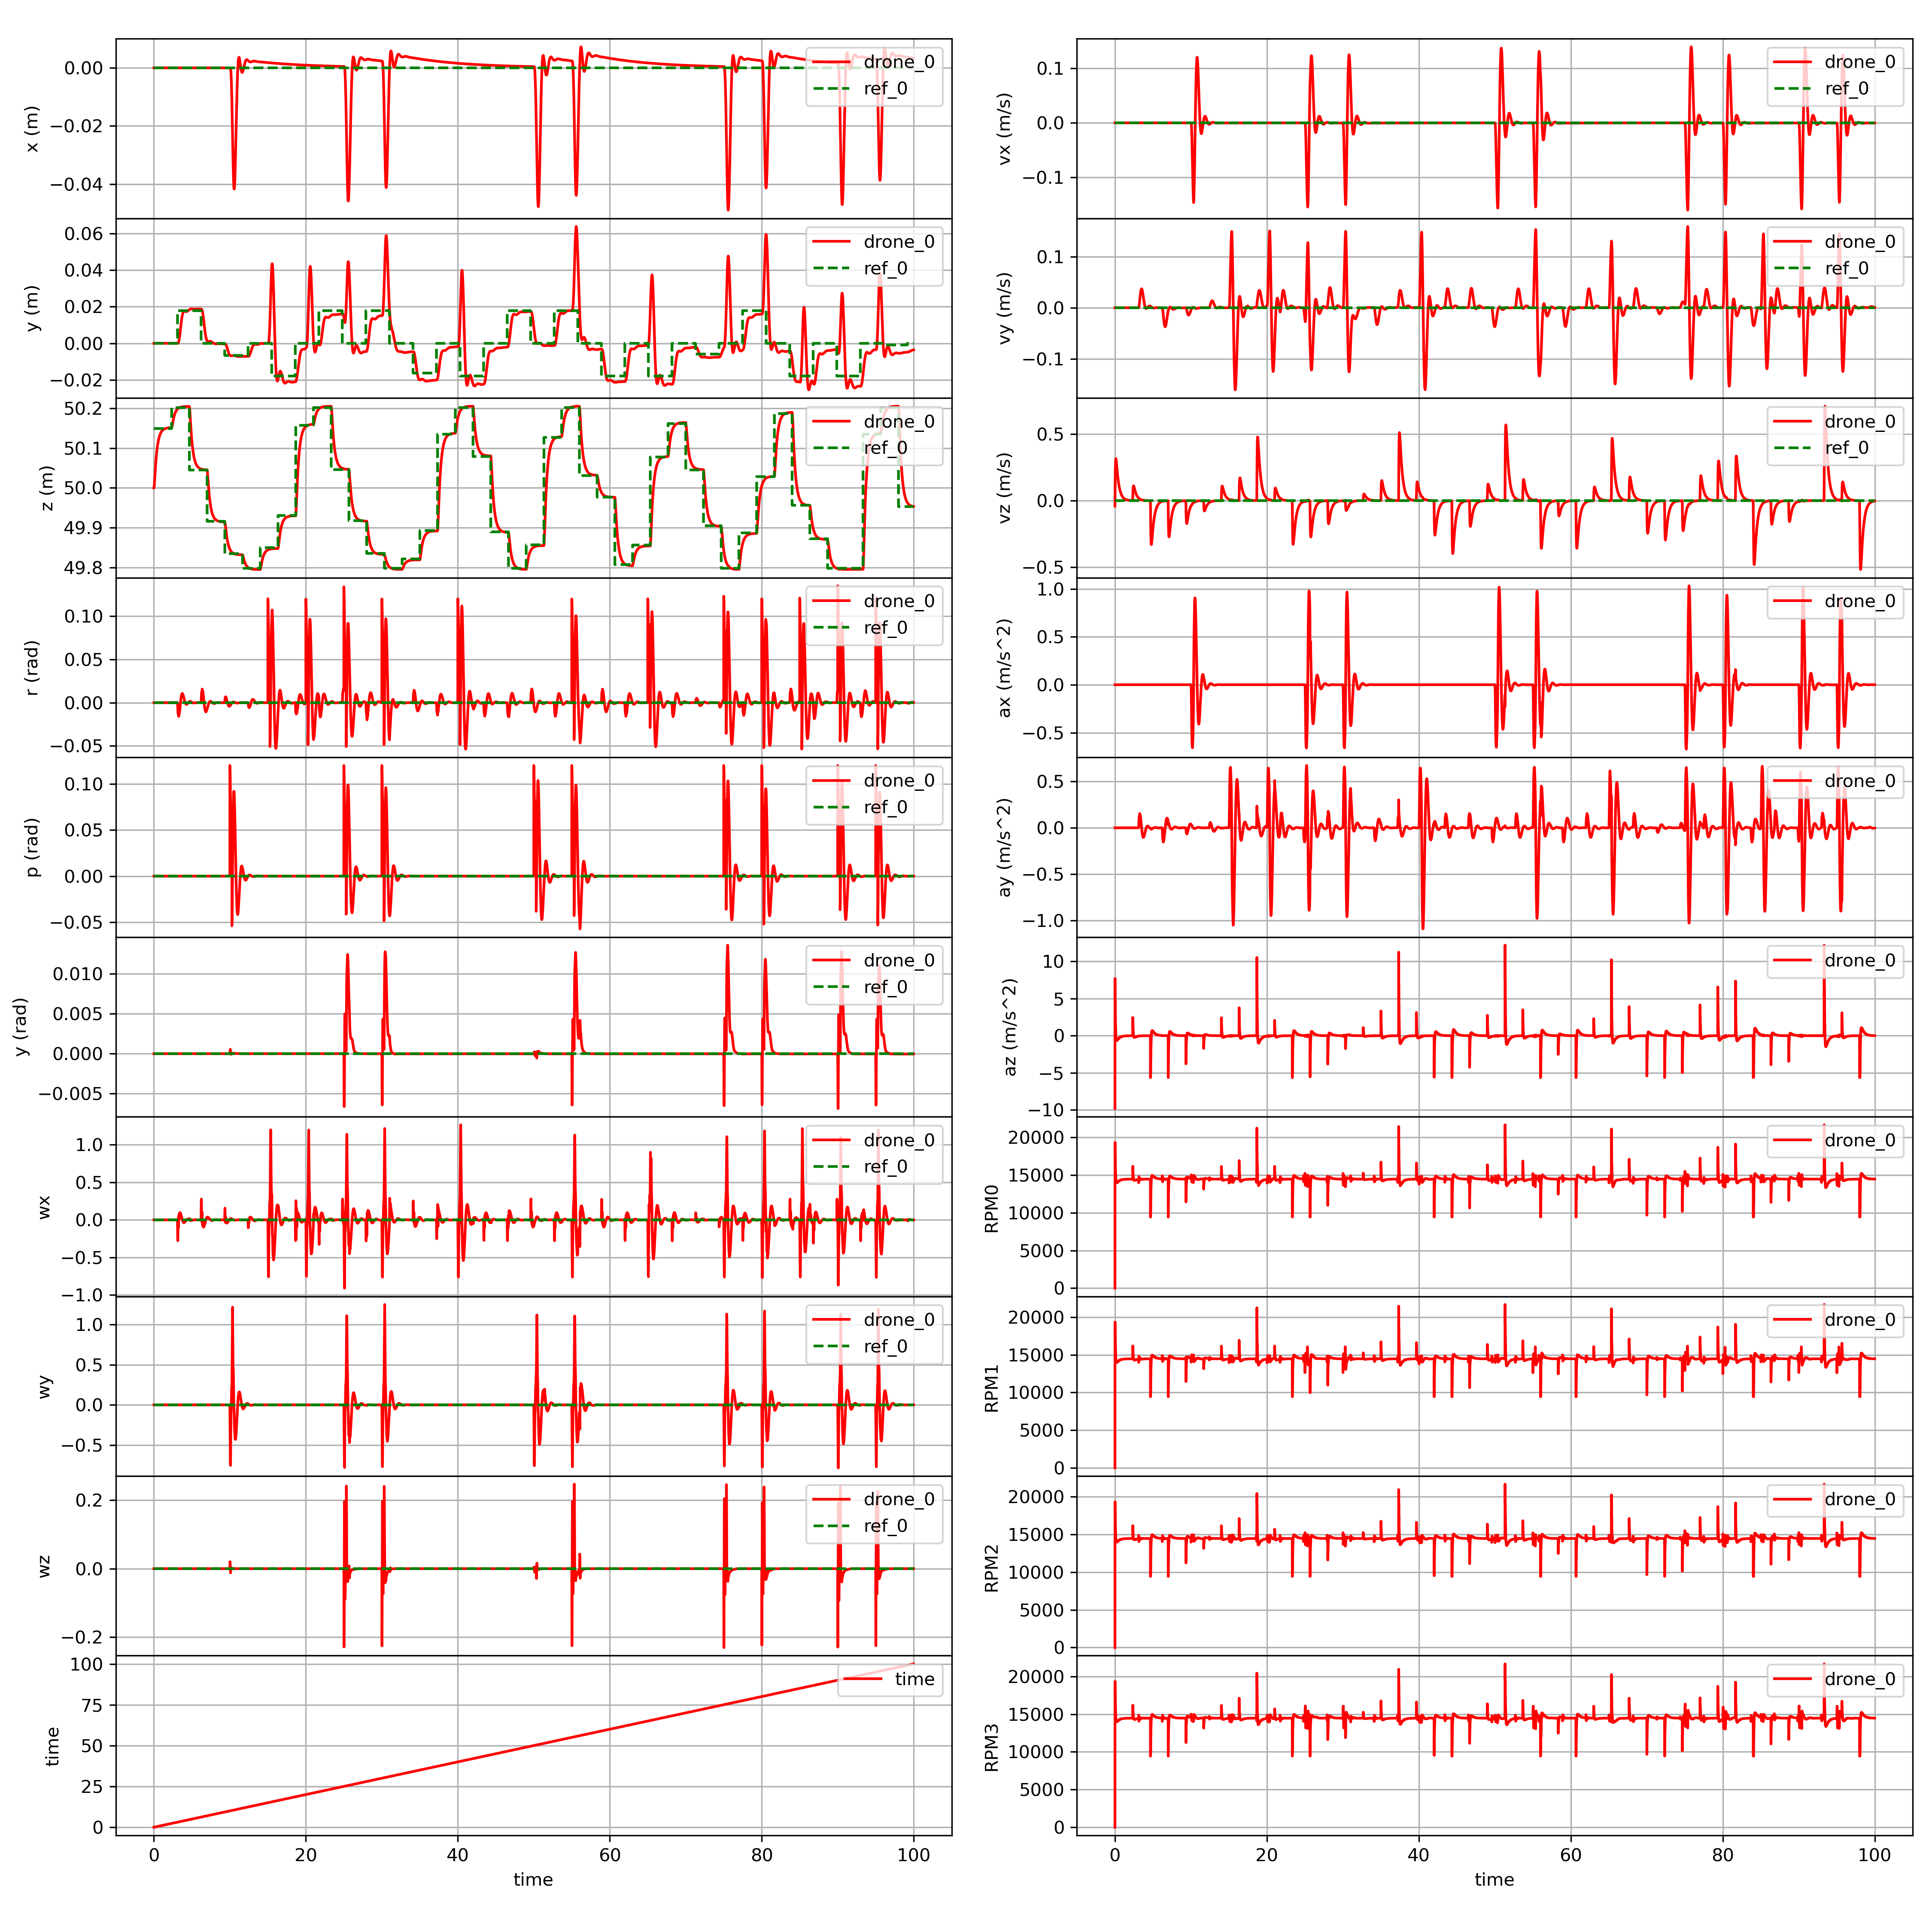 0.00
−0.02
−0.04
x (m)
drone_0
ref_0
0.06
0.04
0.02
0.00
−0.02
y (m)
drone_0
ref_0
50.2
50.1
50.0
49.9
49.8
z (m)
drone_0
ref_0
0.10
0.05
0.00
−0.05
r (rad)
drone_0
ref_0
0.10
0.05
0.00
−0.05
p (rad)
drone_0
ref_0
0.010
0.005
0.000
−0.005
y (rad)
drone_0
ref_0
1.0
0.5
0.0
−0.5
−1.0
wx
drone_0
ref_0
1.0
0.5
0.0
−0.5
wy
drone_0
ref_0
0.2
0.0
−0.2
wz
drone_0
ref_0
100
75
50
25
0
time
time
0 20 40 60 80 100
time
0.1
0.0
−0.1
vx (m/s)
drone_0
ref_0
0.1
0.0
−0.1
vy (m/s)
drone_0
ref_0
0.5
0.0
−0.5
vz (m/s)
drone_0
ref_0
1.0
0.5
0.0
−0.5
ax (m/s^2)
drone_0
0.5
0.0
−0.5
−1.0
ay (m/s^2)
drone_0
10
5
0
−5
−10
az (m/s^2)
drone_0
20000
15000
10000
5000
0
RPM0
drone_0
20000
15000
10000
5000
0
RPM1
drone_0
20000
15000
10000
5000
0
RPM2
drone_0
20000
15000
10000
5000
0
RPM3
drone_0
0 20 40 60 80 100
time